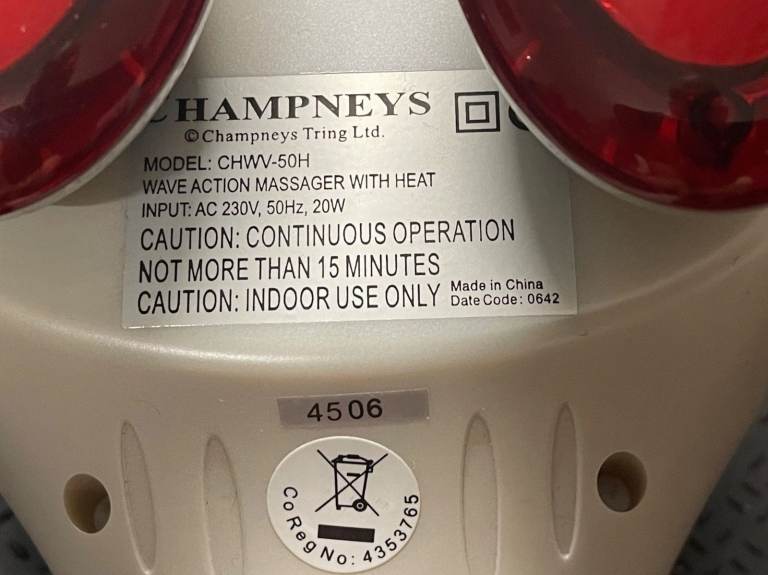 CHAMPNEYS
© Champneys Tring Ltd.
MODEL: CHWV-50H
WAVE ACTION MASSAGER WITH HEAT
INPUT: AC 230V, 50Hz, 20W
CAUTION: CONTINUOUS OPERATION
NOT MORE THAN 15 MINUTES
CAUTION: INDOOR USE ONLY
Made in China
Date Code: 0642
4506
Co Reg No: 4353765